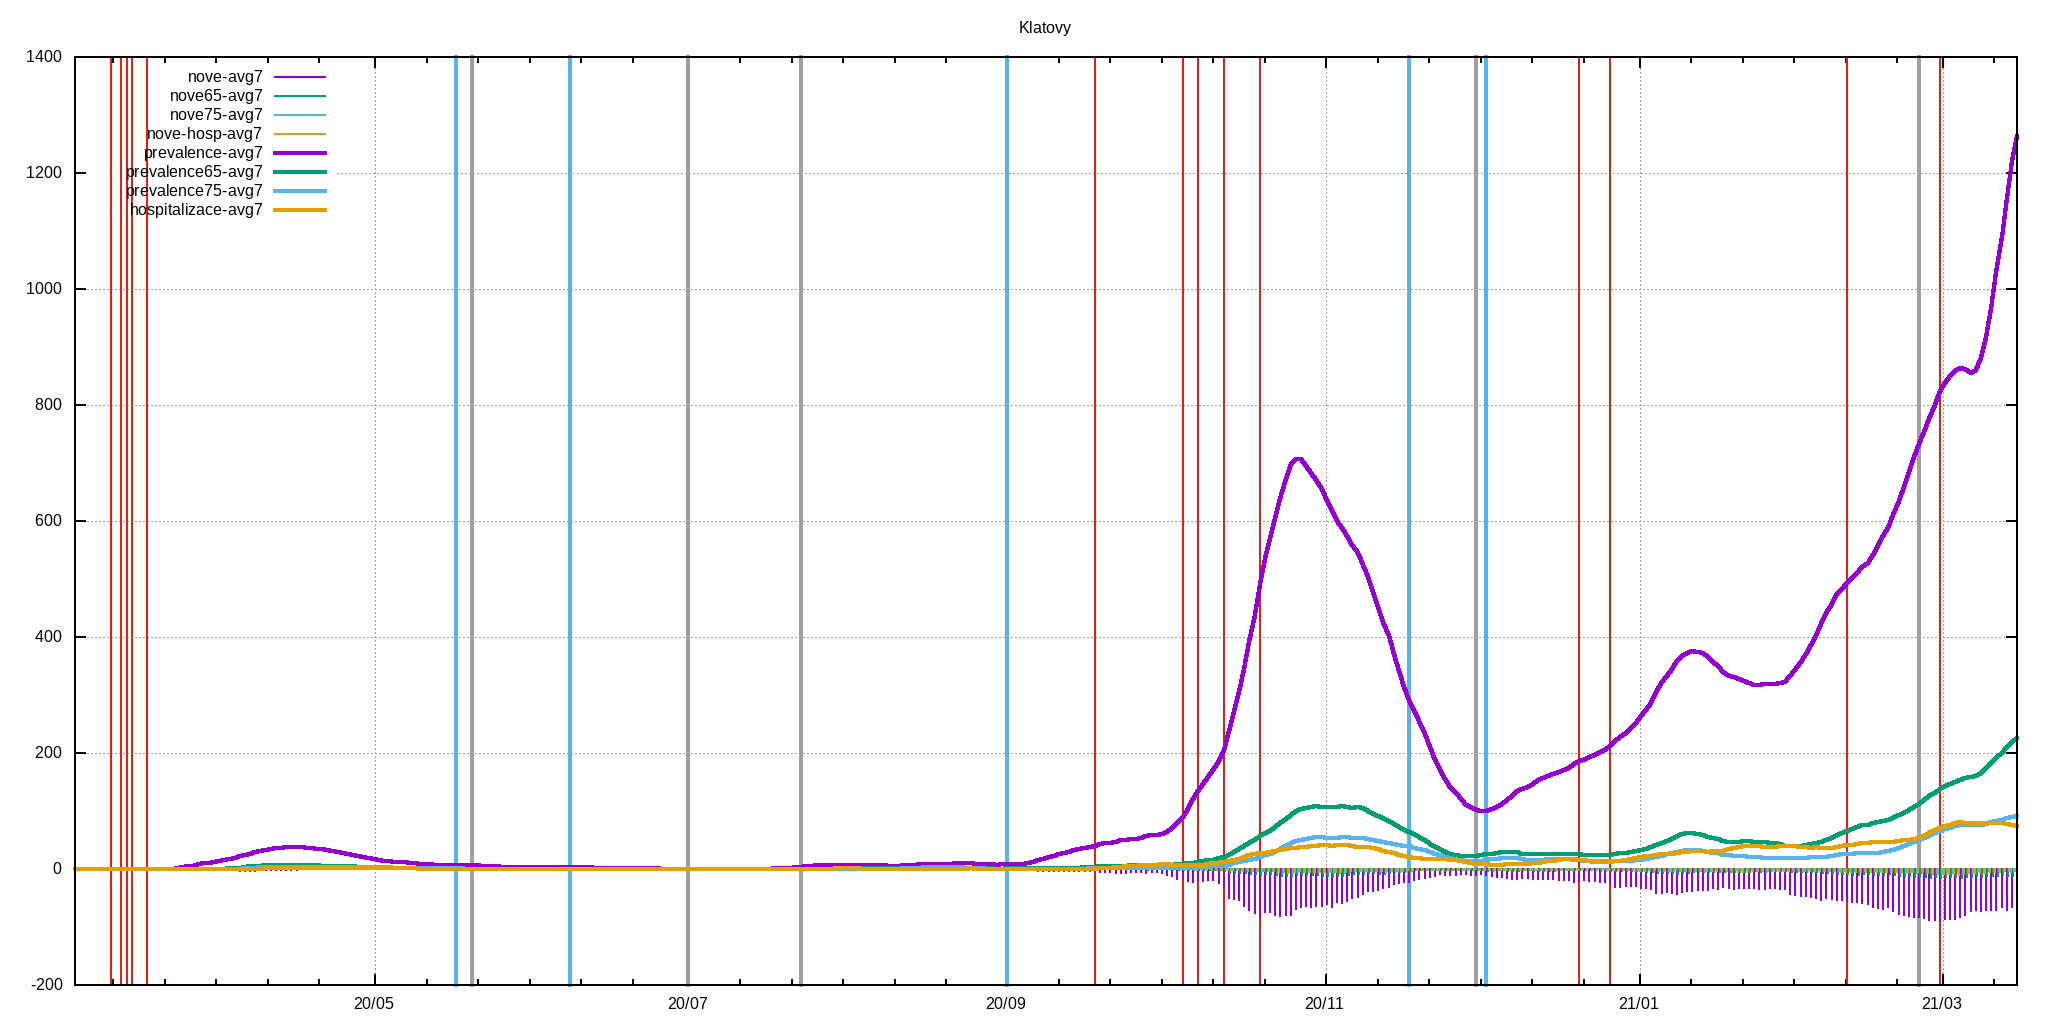 Klatovy
1400
1200
1000
800
600
400
200
0
-200
nove-avg7
nove65-avg7
nove75-avg7
nove-hosp-avg7
prevalence-avg7
prevalence65-avg7
prevalence75-avg7
hospitalizace-avg7
20/05 20/07 20/09 20/11 21/01 21/03